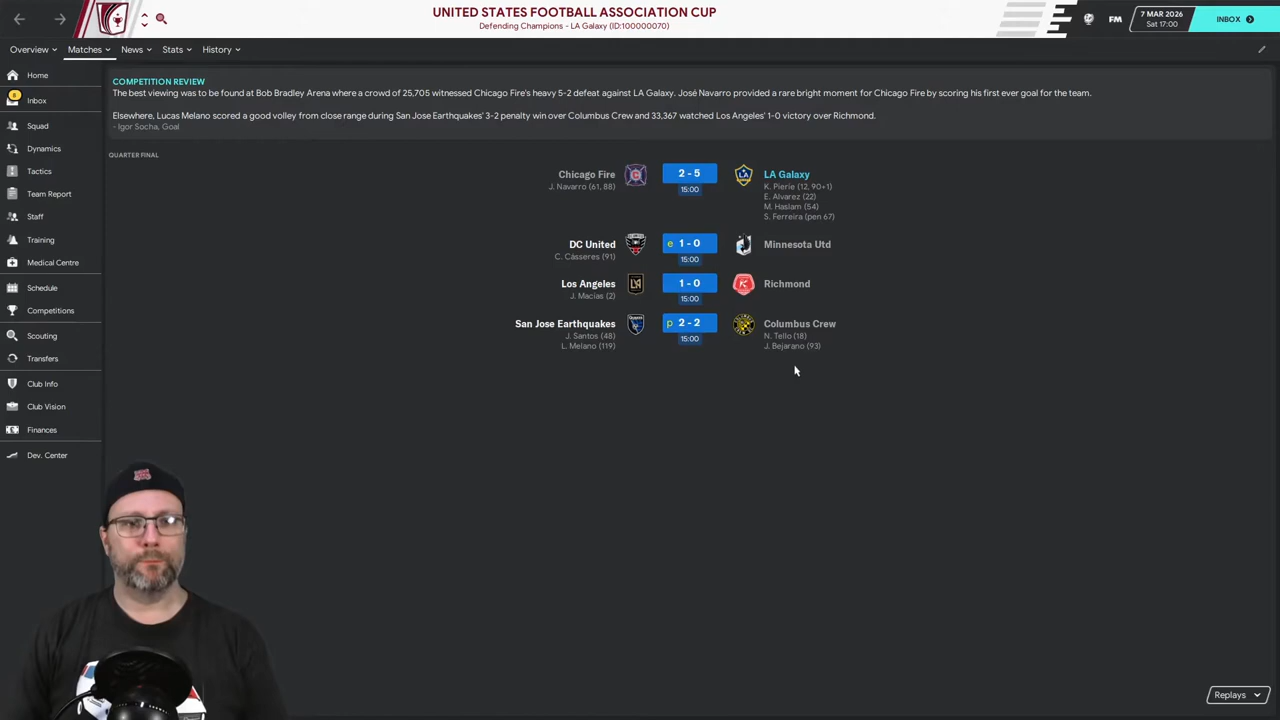 UNITED STATES FOOTBALL ASSOCIATION CUP
Defending Champions - LA Galaxy (ID:100000070)
FM
7 MAR 2026
Sat 17:00
INBOX
Overview
Matches
News
Stats
History
Home
8
Inbox
Squad
Dynamics
Tactics
Team Report
Staff
Training
Medical Centre
Schedule
Competitions
Scouting
Transfers
Club Info
Club Vision
Finances
Dev. Center
COMPETITION REVIEW
The best viewing was to be found at Bob Bradley Arena where a crowd of 25,705 witnessed Chicago Fire's heavy 5-2 defeat against LA Galaxy. José Navarro provided a rare bright moment for Chicago Fire by scoring his first ever goal for the team.
Elsewhere, Lucas Melano scored a good volley from close range during San Jose Earthquakes' 3-2 penalty win over Columbus Crew and 33,367 watched Los Angeles' 1-0 victory over Richmond.
- Igor Socha, Goal
QUARTER FINAL
Chicago Fire 2 - 5 LA Galaxy
J. Navarro (61, 88) 15:00 K. Pierie (12, 90+1)
E. Alvarez (22)
M. Haslam (54)
S. Ferreira (pen 67)
DC United e 1 - 0 Minnesota Utd
C. Cásseres (91) 15:00
Los Angeles 1 - 0 Richmond
J. Macías (2) 15:00
San Jose Earthquakes p 2 - 2 Columbus Crew
J. Santos (48) 15:00 N. Tello (18)
L. Melano (119) J. Bejarano (93)
Replays